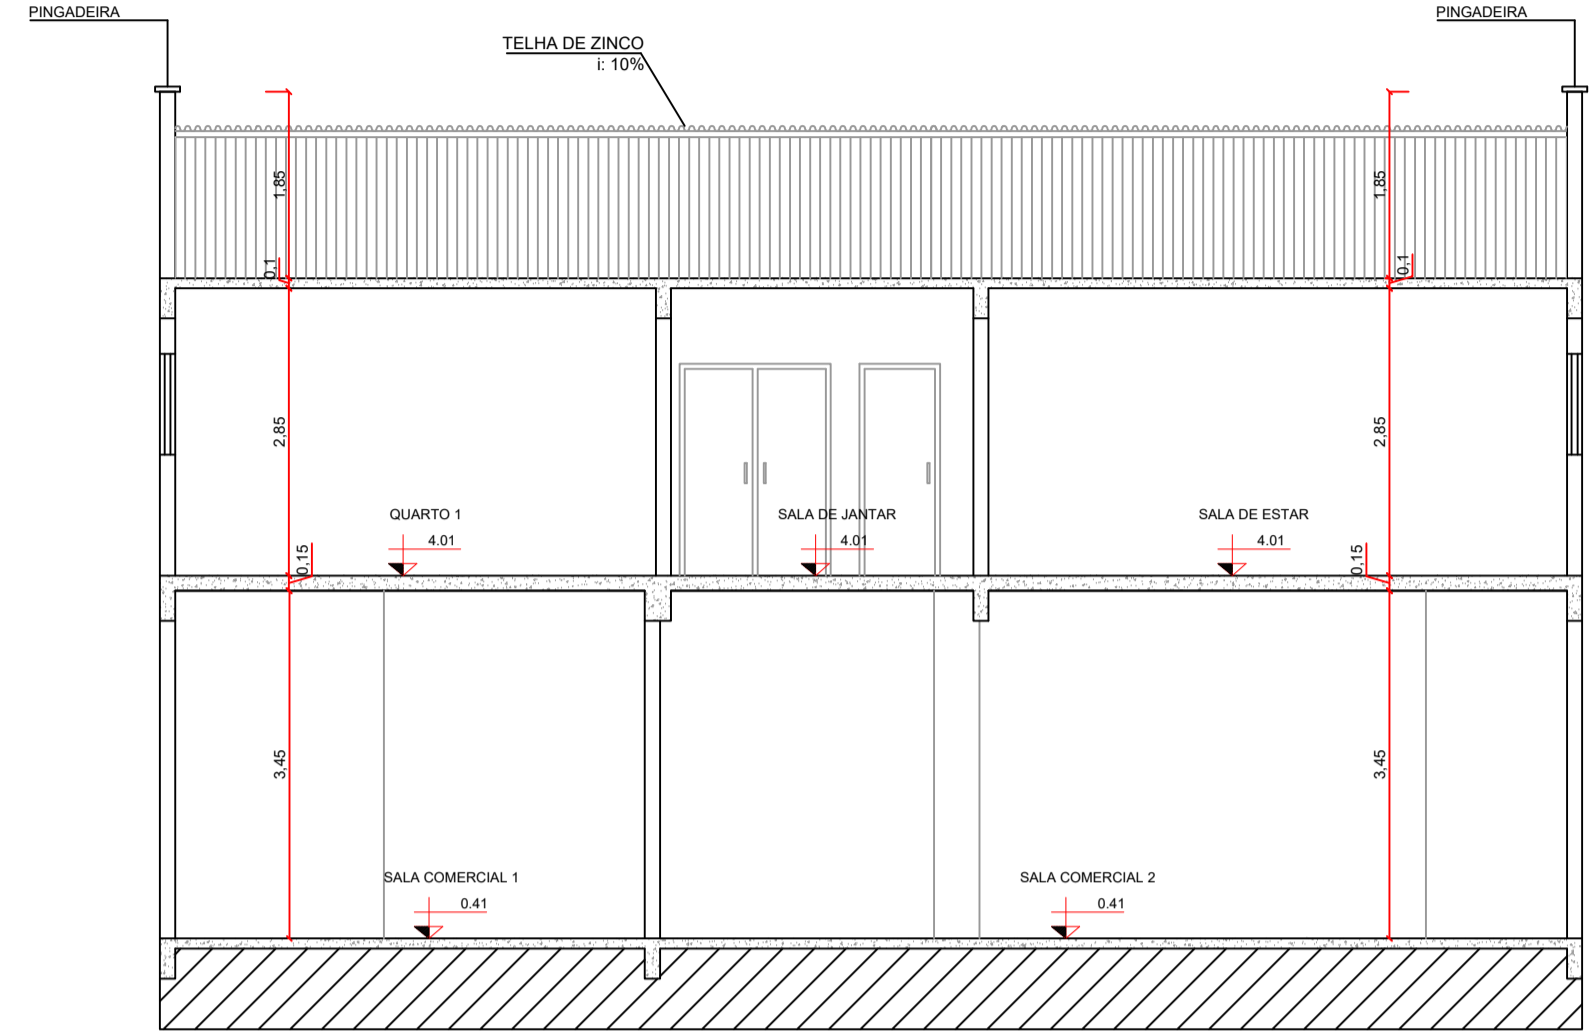 PINGADEIRA
PINGADEIRA
TELHA DE ZINCO
i: 10%
1,85
1,85
0,1
0,1
2,85
2,85
QUARTO 1
4.01
SALA DE JANTAR
4.01
SALA DE ESTAR
4.01
0,15
0,15
3,45
3,45
SALA COMERCIAL 1
0.41
SALA COMERCIAL 2
0.41